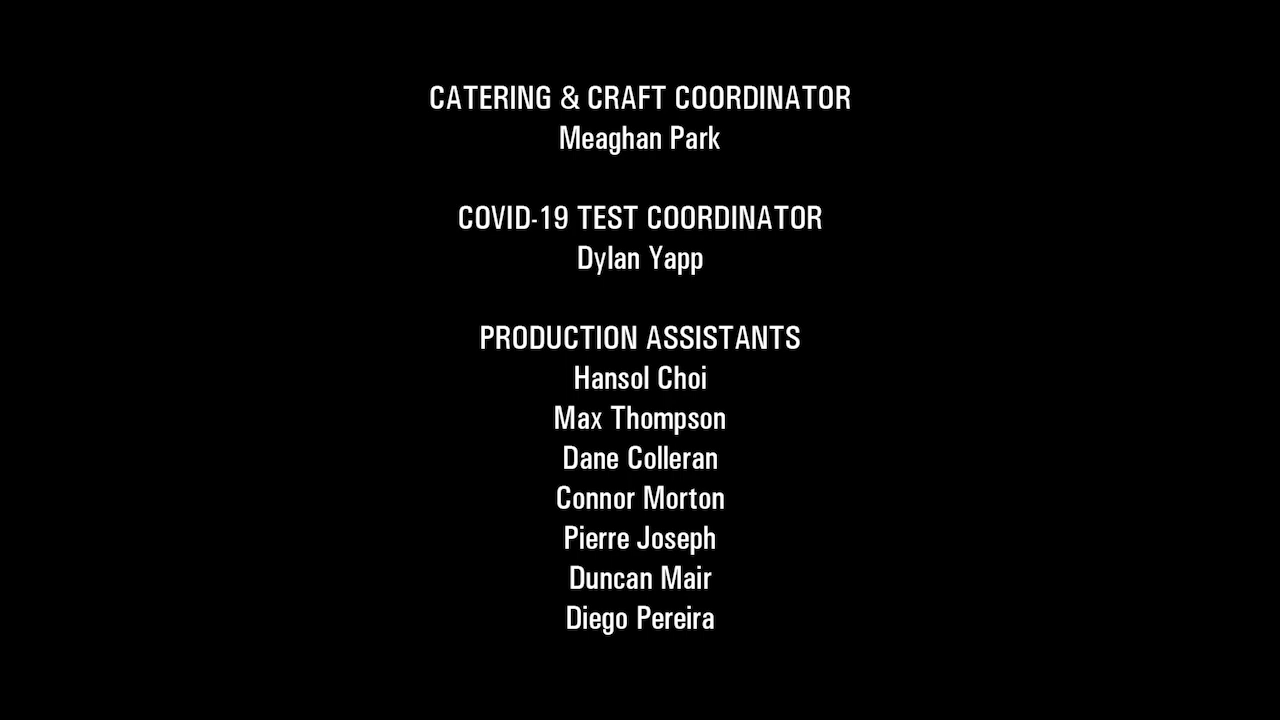 CATERING & CRAFT COORDINATOR
Meaghan Park
COVID-19 TEST COORDINATOR
Dylan Yapp
PRODUCTION ASSISTANTS
Hansol Choi
Max Thompson
Dane Colleran
Connor Morton
Pierre Joseph
Duncan Mair
Diego Pereira